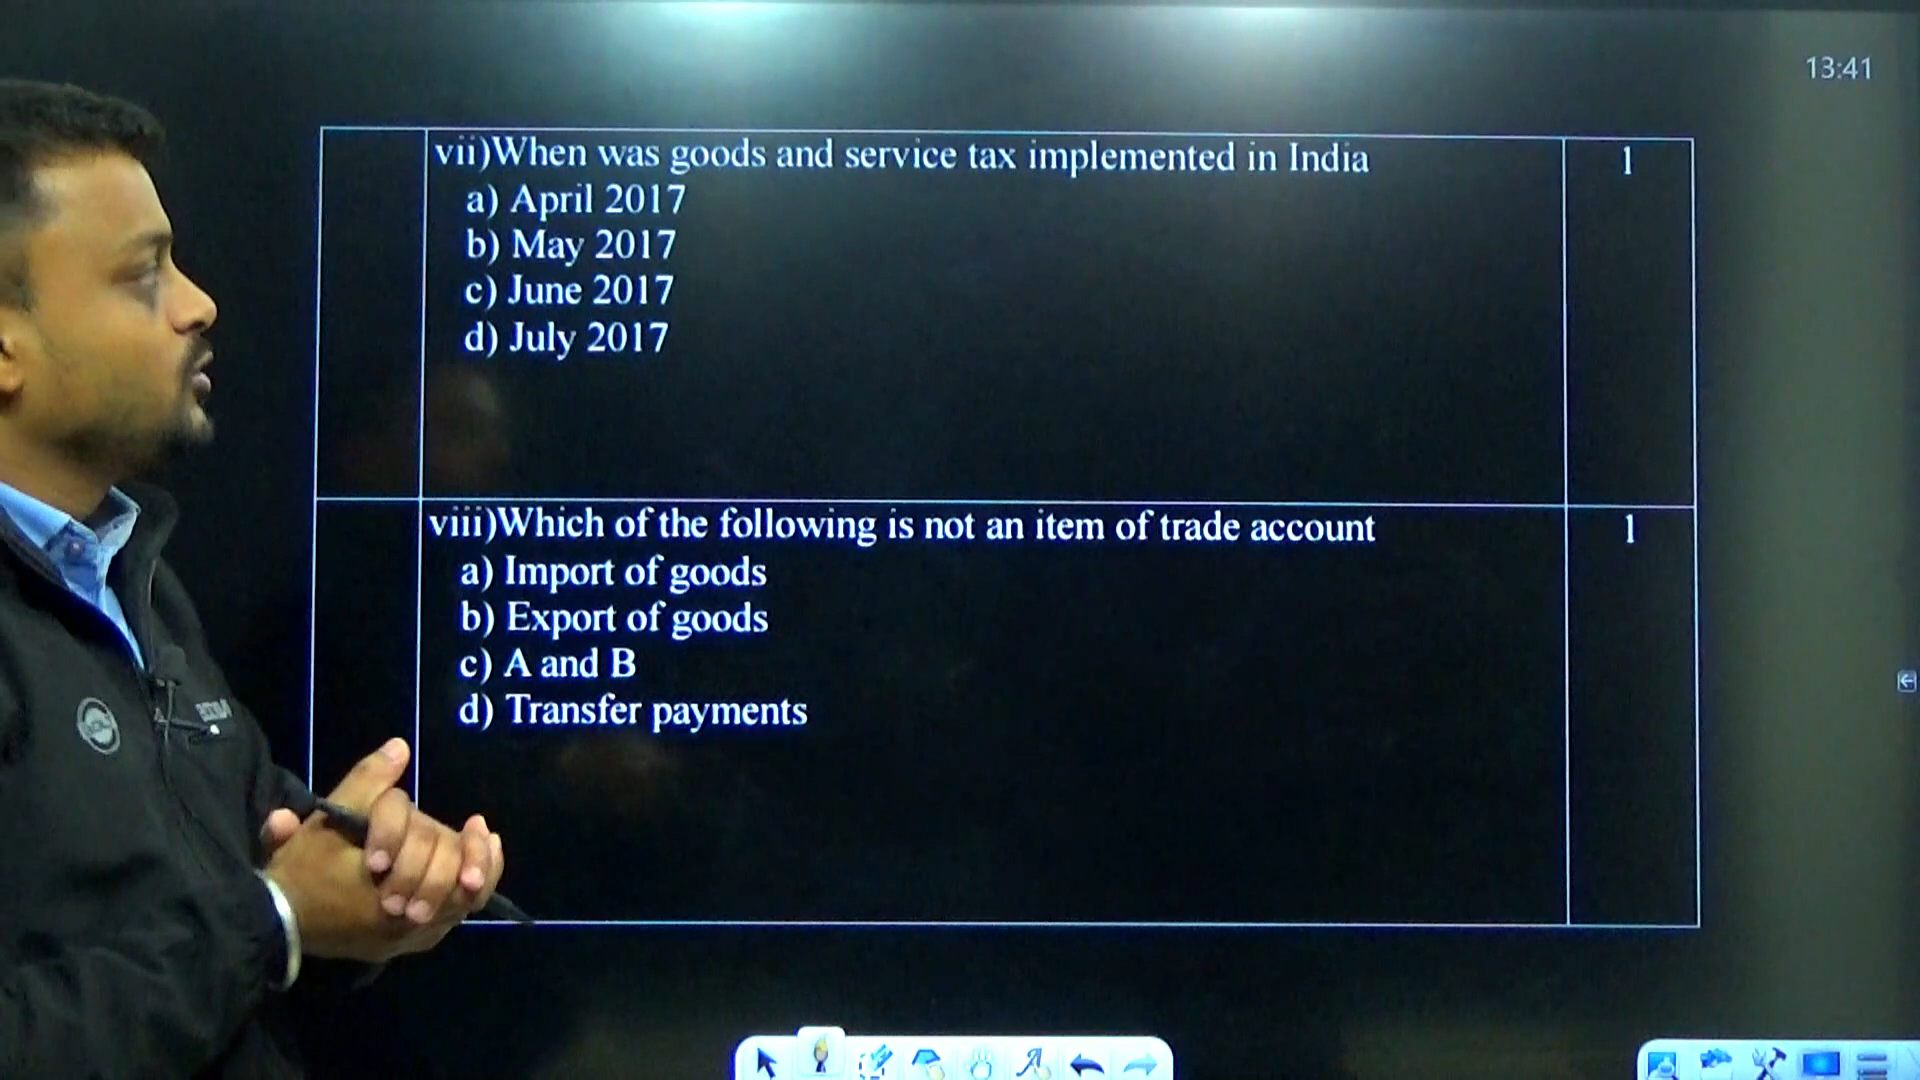 13:41
vii)When was goods and service tax implemented in India
1
a) April 2017
b) May 2017
c) June 2017
d) July 2017
viii)Which of the following is not an item of trade account
1
a) Import of goods
b) Export of goods
c) A and B
d) Transfer payments